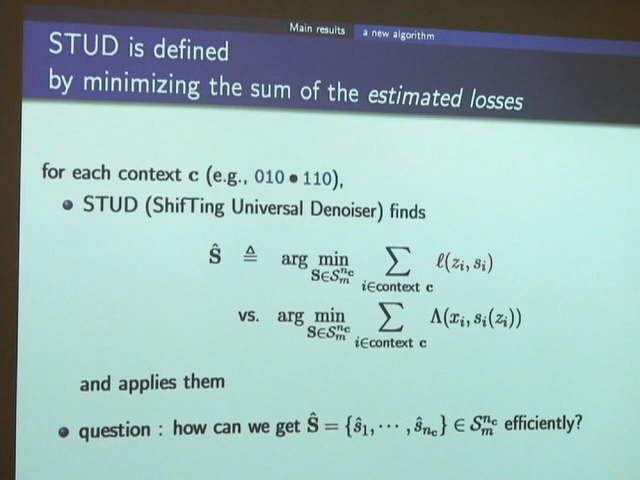 Main results a new algorithm
STUD is defined
by minimizing the sum of the estimated losses
for each context c (e.g., 010 • 110),
• STUD (ShifTing Universal Denoiser) finds
Ŝ ≜ arg min_{S∈S_m^{n_c}} ∑_{i∈context c} ℓ(z_i, s_i)
vs. arg min_{S∈S_m^{n_c}} ∑_{i∈context c} Λ(x_i, s_i(z_i))
and applies them
• question : how can we get Ŝ = {ŝ_1, ⋯ , ŝ_{n_c}} ∈ S_m^{n_c} efficiently?